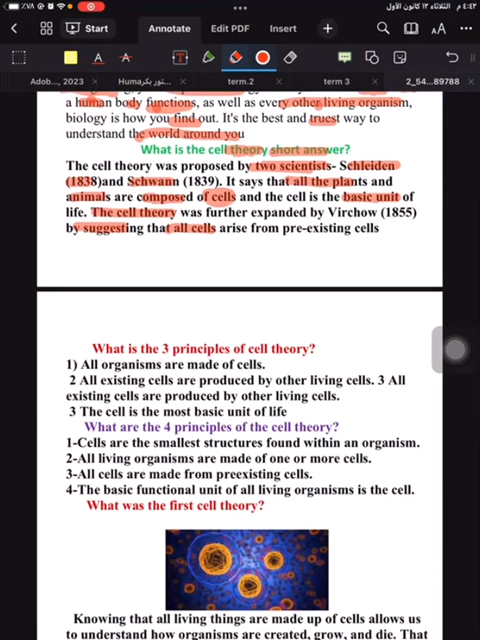 ٪٧٨ ٤:٤٢ م الثلاثاء ١٢ كانون الأول
Start Annotate Edit PDF Insert
Adob..., 2023 Huma ...تور بكر term.2 term 3 2_54...89788
a human body functions, as well as every other living organism,
biology is how you find out. It's the best and truest way to
understand the world around you
What is the cell theory short answer?
The cell theory was proposed by two scientists- Schleiden
(1838)and Schwann (1839). It says that all the plants and
animals are composed of cells and the cell is the basic unit of
life. The cell theory was further expanded by Virchow (1855)
by suggesting that all cells arise from pre-existing cells
What is the 3 principles of cell theory?
1) All organisms are made of cells.
2 All existing cells are produced by other living cells. 3 All
existing cells are produced by other living cells.
3 The cell is the most basic unit of life
What are the 4 principles of the cell theory?
1-Cells are the smallest structures found within an organism.
2-All living organisms are made of one or more cells.
3-All cells are made from preexisting cells.
4-The basic functional unit of all living organisms is the cell.
What was the first cell theory?
Knowing that all living things are made up of cells allows us
to understand how organisms are created, grow, and die. That